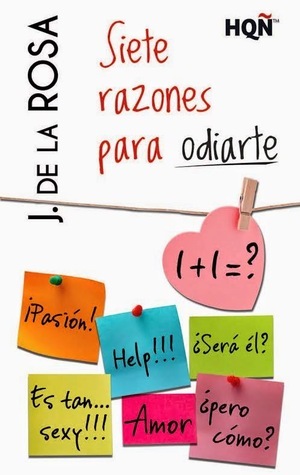 J. DE LA ROSA
HQÑ™
Siete
razones
para odiarte
1+1=?
¡Pasión!
Help!!!
¿Será él?
Es tan...
sexy!!!
Amor
¿pero
cómo?